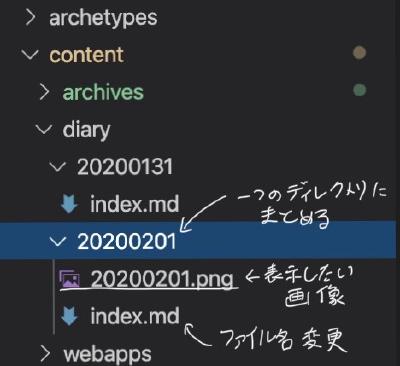 archetypes
content
archives
diary
20200131
index.md
一つのディレクトリに
まとめる
20200201
20200201.png
←表示したい
画像
index.md
ファイル名変更
webapps